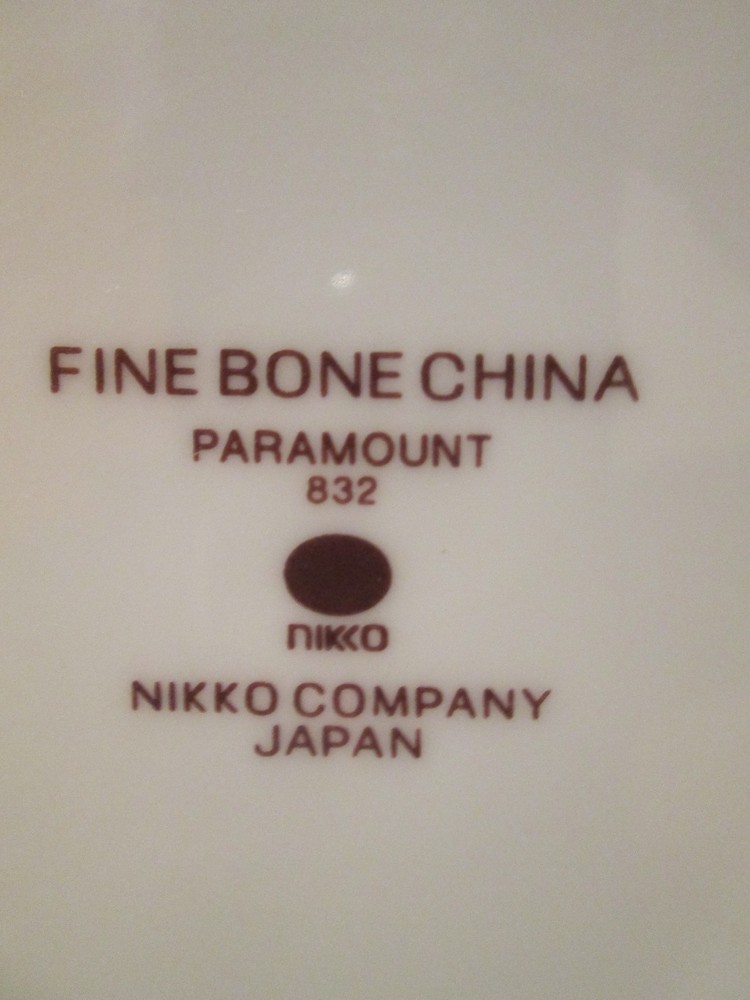 FINE BONE CHINA
PARAMOUNT
832
nikko
NIKKO COMPANY
JAPAN